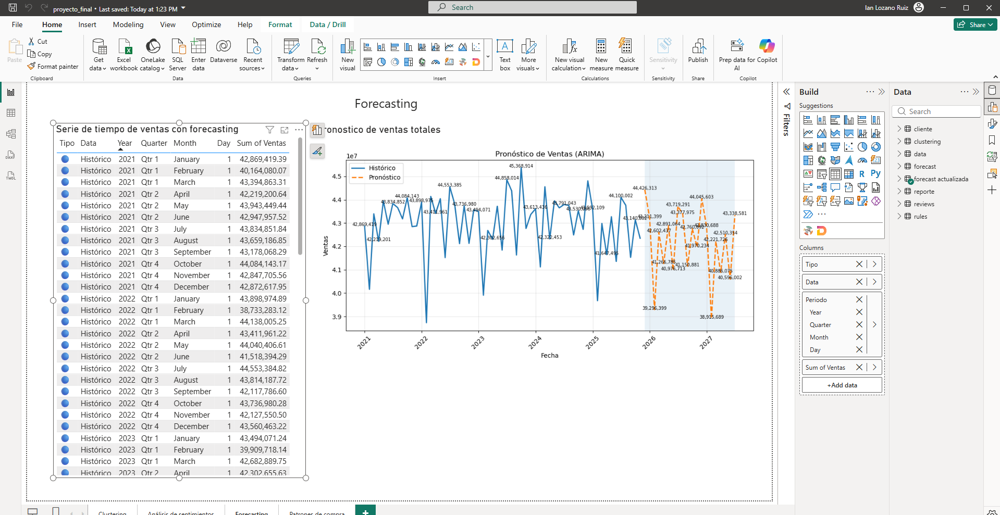 proyecto_final • Last saved: Today at 1:23 PM
Search
Ian Lozano Ruiz
File Home Insert Modeling View Optimize Help Format Data / Drill
Share
Paste
Cut
Copy
Format painter
Clipboard
Get data
Excel workbook
OneLake catalog
SQL Server
Enter data
Dataverse
Recent sources
Data
Transform data
Refresh
Queries
New visual
Text box
More visuals
Insert
New visual calculation
New measure
Quick measure
Calculations
Sensitivity
Sensitivity
Publish
Share
Prep data for AI
Copilot
Copilot
Forecasting
Serie de tiempo de ventas con forecasting
Tipo Data Year Quarter Month Day Sum of Ventas
Histórico 2021 Qtr 1 January 1 42,869,419.39
Histórico 2021 Qtr 1 February 1 40,164,080.07
Histórico 2021 Qtr 1 March 1 43,394,863.31
Histórico 2021 Qtr 2 April 1 42,219,200.64
Histórico 2021 Qtr 2 May 1 43,943,449.44
Histórico 2021 Qtr 2 June 1 42,947,957.52
Histórico 2021 Qtr 3 July 1 43,834,851.84
Histórico 2021 Qtr 3 August 1 43,659,186.85
Histórico 2021 Qtr 3 September 1 43,178,068.29
Histórico 2021 Qtr 4 October 1 44,084,143.17
Histórico 2021 Qtr 4 November 1 42,847,705.56
Histórico 2021 Qtr 4 December 1 42,872,617.95
Histórico 2022 Qtr 1 January 1 43,898,974.89
Histórico 2022 Qtr 1 February 1 38,733,283.12
Histórico 2022 Qtr 1 March 1 44,138,005.25
Histórico 2022 Qtr 2 April 1 43,411,961.22
Histórico 2022 Qtr 2 May 1 44,040,406.61
Histórico 2022 Qtr 2 June 1 41,518,394.29
Histórico 2022 Qtr 3 July 1 44,553,384.82
Histórico 2022 Qtr 3 August 1 43,814,187.72
Histórico 2022 Qtr 3 September 1 42,117,786.60
Histórico 2022 Qtr 4 October 1 43,736,980.28
Histórico 2022 Qtr 4 November 1 42,127,550.50
Histórico 2022 Qtr 4 December 1 43,560,463.22
Histórico 2023 Qtr 1 January 1 43,494,071.24
Histórico 2023 Qtr 1 February 1 39,909,718.14
Histórico 2023 Qtr 1 March 1 42,682,889.75
Histórico 2023 Qtr 2 April 1 42,302,655.63
ronostico de ventas totales
Pronóstico de Ventas (ARIMA)
1e7
Histórico
Pronóstico
4.5
4.4
4.3
4.2
4.1
4.0
3.9
Ventas
42,869,419
42,219,201
43,834,852
44,084,143
43,898,975
43,411,961
44,553,385
43,736,980
43,494,071
42,302,656
44,858,014
45,368,914
43,613,436
42,322,453
43,791,043
43,592,109
41,647,495
44,100,002
44,426,313
43,211,399
42,602,437
39,296,399
42,891,064
41,266,785
40,976,713
43,719,291
43,377,975
41,150,881
41,970,234
44,045,603
42,830,688
42,221,726
38,915,689
42,510,354
40,886,075
40,596,002
43,338,581
2021 2022 2023 2024 2025 2026 2027
Fecha
Filters
Build
Suggestions
Columns
Tipo
Data
Periodo
Year
Quarter
Month
Day
Sum of Ventas
+Add data
Data
Search
cliente
clustering
data
forecast
forecast actualizada
reporte
reviews
rules
DAX
TMDL
Clustering
Análisis de sentimientos
Forecasting
Patrones de compra